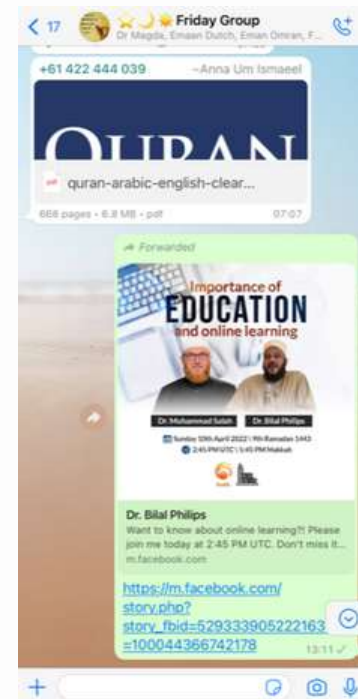 17
Friday Group
Dr Magda, Emaan Dutch, Eman Omran, F...
+61 422 444 039 ~Anna Um Ismaeel
QURAN
pdf quran-arabic-english-clear...
666 pages • 6.8 MB • pdf 07:07
Forwarded
Importance of
EDUCATION
and online learning
Dr. Muhammad Salah Dr. Bilal Philips
Sunday 10th April 2022 \ 9th Ramadan 1443
2:45 PM UTC \ 5:45 PM Makkah
Dr. Bilal Philips
Want to know about online learning?! Please
join me today at 2:45 PM UTC. Don't miss it...
m.facebook.com
https://m.facebook.com/
story.php?
story_fbid=529333905222163
=100044366742178
13:11